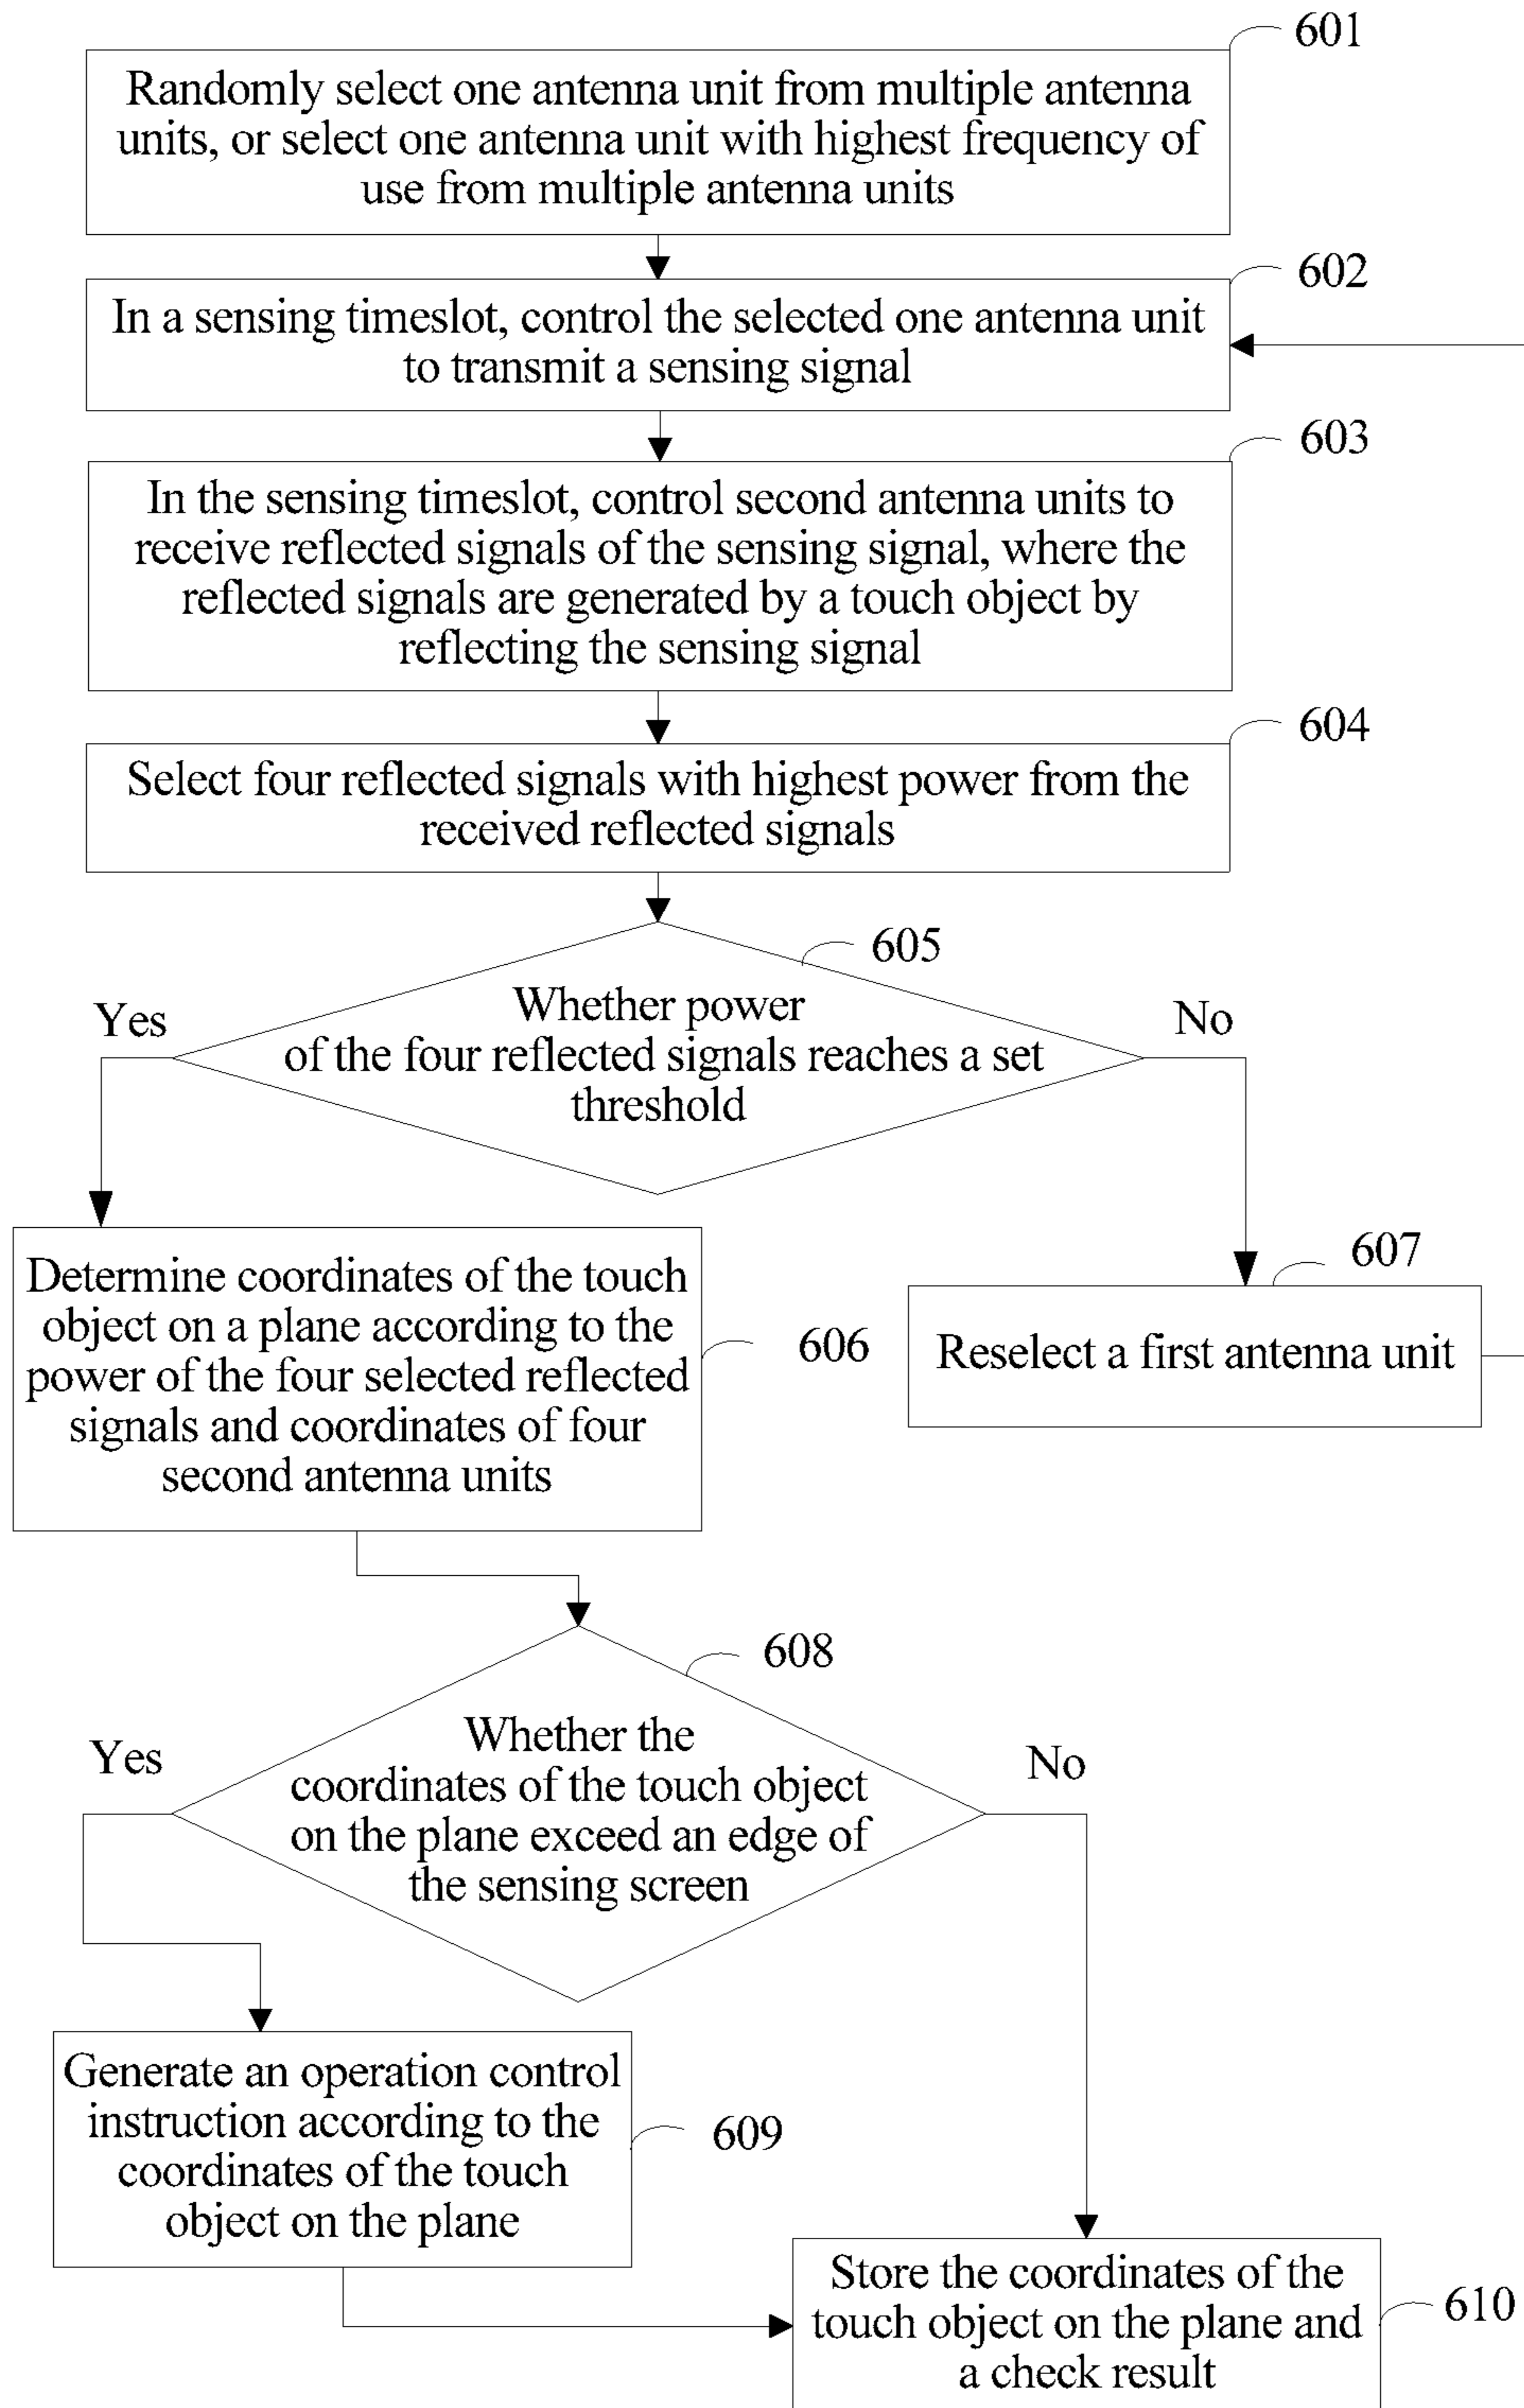 601
Randomly select one antenna unit from multiple antenna
units, or select one antenna unit with highest frequency of
use from multiple antenna units
602
In a sensing timeslot, control the selected one antenna unit
to transmit a sensing signal
603
In the sensing timeslot, control second antenna units to
receive reflected signals of the sensing signal, where the
reflected signals are generated by a touch object by
reflecting the sensing signal
604
Select four reflected signals with highest power from the
received reflected signals
605
Yes
No
Whether power
of the four reflected signals reaches a set
threshold
Determine coordinates of the touch
object on a plane according to the
power of the four selected reflected
signals and coordinates of four
second antenna units
606
607
Reselect a first antenna unit
608
Yes
No
Whether the
coordinates of the touch object
on the plane exceed an edge of
the sensing screen
Generate an operation control
instruction according to the
coordinates of the touch
object on the plane
609
Store the coordinates of the
touch object on the plane and
a check result
610